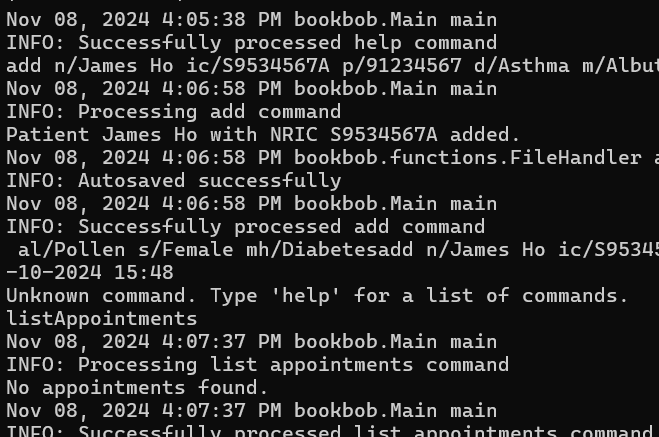 Nov 08, 2024 4:05:38 PM bookbob.Main main
INFO: Successfully processed help command
add n/James Ho ic/S9534567A p/91234567 d/Asthma m/Albut
Nov 08, 2024 4:06:58 PM bookbob.Main main
INFO: Processing add command
Patient James Ho with NRIC S9534567A added.
Nov 08, 2024 4:06:58 PM bookbob.functions.FileHandler a
INFO: Autosaved successfully
Nov 08, 2024 4:06:58 PM bookbob.Main main
INFO: Successfully processed add command
 al/Pollen s/Female mh/Diabetesadd n/James Ho ic/S95345
-10-2024 15:48
Unknown command. Type 'help' for a list of commands.
listAppointments
Nov 08, 2024 4:07:37 PM bookbob.Main main
INFO: Processing list appointments command
No appointments found.
Nov 08, 2024 4:07:37 PM bookbob.Main main
INFO: Successfully processed list appointments command